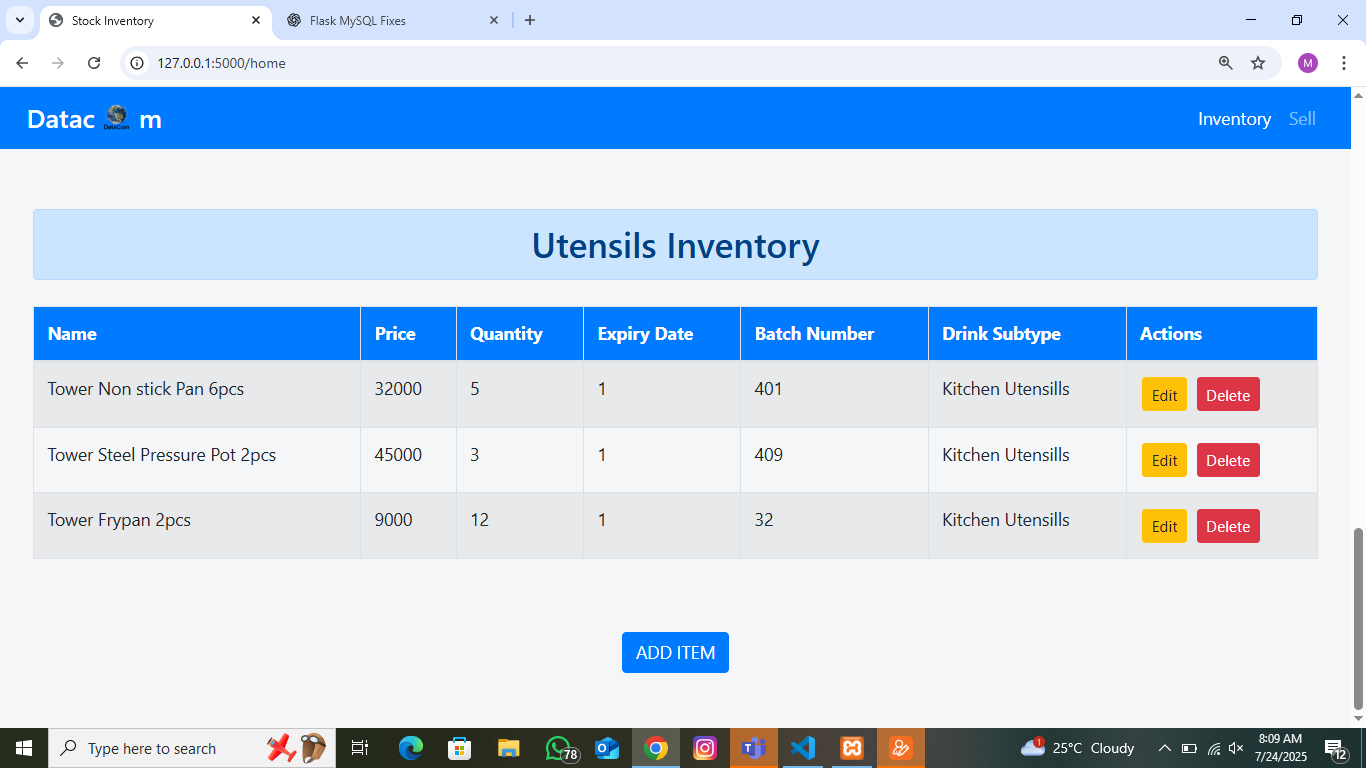 Stock Inventory
Flask MySQL Fixes
127.0.0.1:5000/home
M
Datac DataCom m
Inventory Sell
Utensils Inventory
Name Price Quantity Expiry Date Batch Number Drink Subtype Actions
Tower Non stick Pan 6pcs 32000 5 1 401 Kitchen Utensills Edit Delete
Tower Steel Pressure Pot 2pcs 45000 3 1 409 Kitchen Utensills Edit Delete
Tower Frypan 2pcs 9000 12 1 32 Kitchen Utensills Edit Delete
ADD ITEM
Type here to search
78
1
25°C Cloudy
8:09 AM
7/24/2025
12